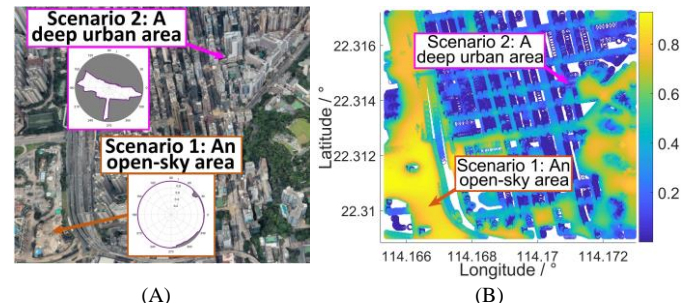 Scenario 2: A
deep urban area
Scenario 1: An
open-sky area
(A)
22.316
22.314
22.312
22.31
Latitude / °
Scenario 2: A
deep urban area
Scenario 1: An
open-sky area
114.166
114.168
114.17
114.172
Longitude / °
0.8
0.6
0.4
0.2
(B)